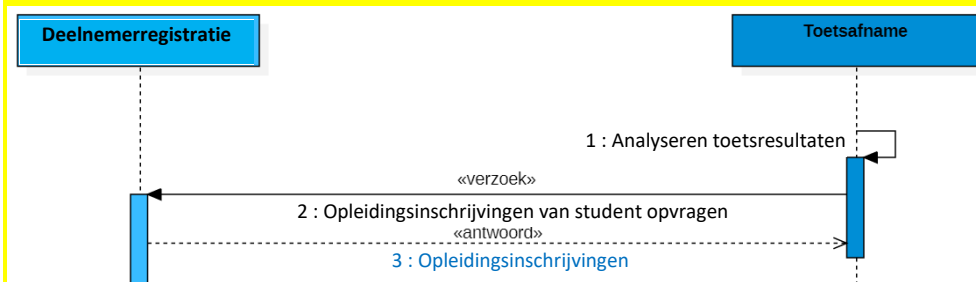 Deelnemerregistratie
Toetsafname
1 : Analyseren toetsresultaten
«verzoek»
2 : Opleidingsinschrijvingen van student opvragen
«antwoord»
3 : Opleidingsinschrijvingen